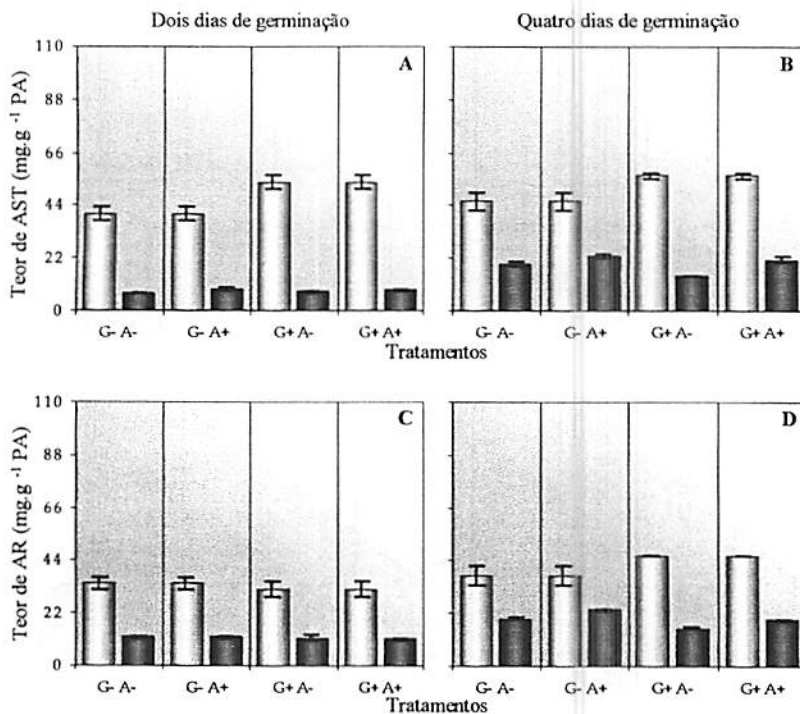 Dois dias de germinação
Quatro dias de germinação
Teor de AST (mg.g -1 PA)
110
88
66
44
22
0
A
B
G- A-
G- A+
G+ A-
G+ A+
G- A-
G- A+
G+ A-
G+ A+
Tratamentos
Teor de AR (mg.g -1 PA)
110
88
66
44
22
0
C
D
G- A-
G- A+
G+ A-
G+ A+
G- A-
G- A+
G+ A-
G+ A+
Tratamentos